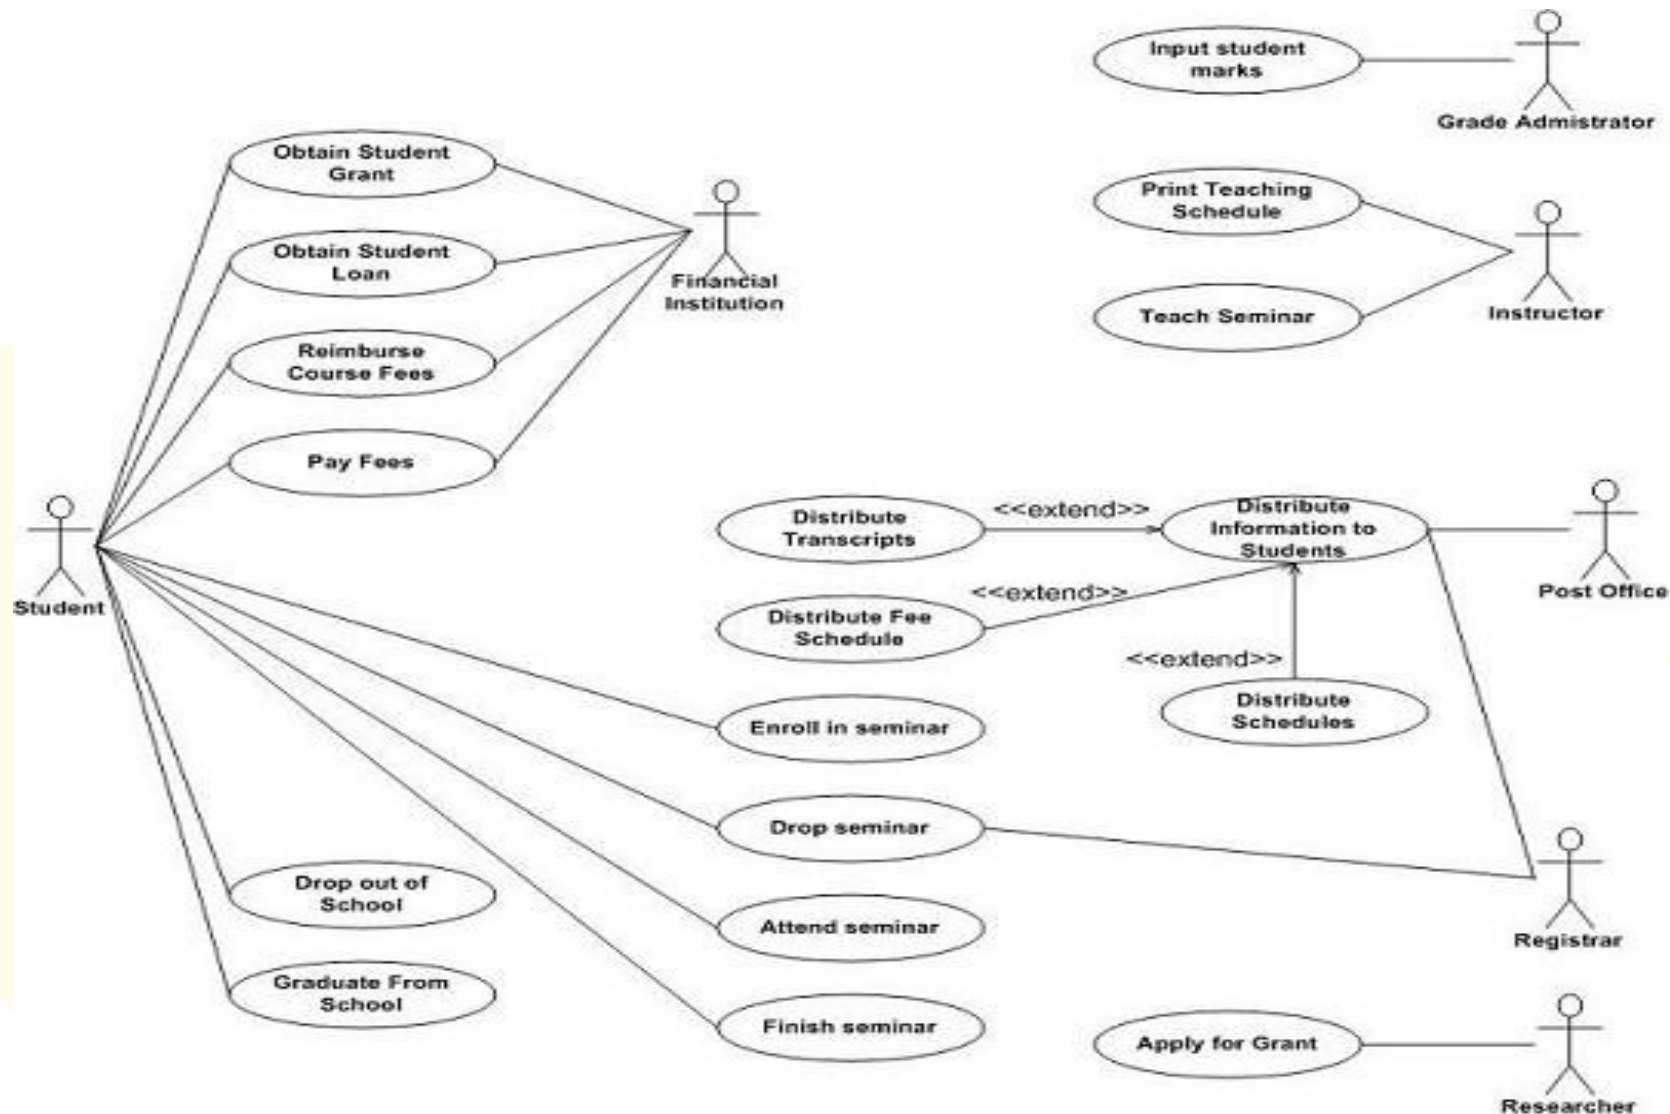 Input student
marks
Grade Admistrator
Obtain Student
Grant
Print Teaching
Schedule
Obtain Student
Loan
Financial
Institution
Teach Seminar
Instructor
Reimburse
Course Fees
Pay Fees
Student
Distribute
Transcripts
<<extend>>
Distribute
Information to
Students
Post Office
<<extend>>
Distribute Fee
Schedule
<<extend>>
Distribute
Schedules
Enroll in seminar
Drop seminar
Registrar
Drop out of
School
Attend seminar
Graduate From
School
Finish seminar
Apply for Grant
Researcher